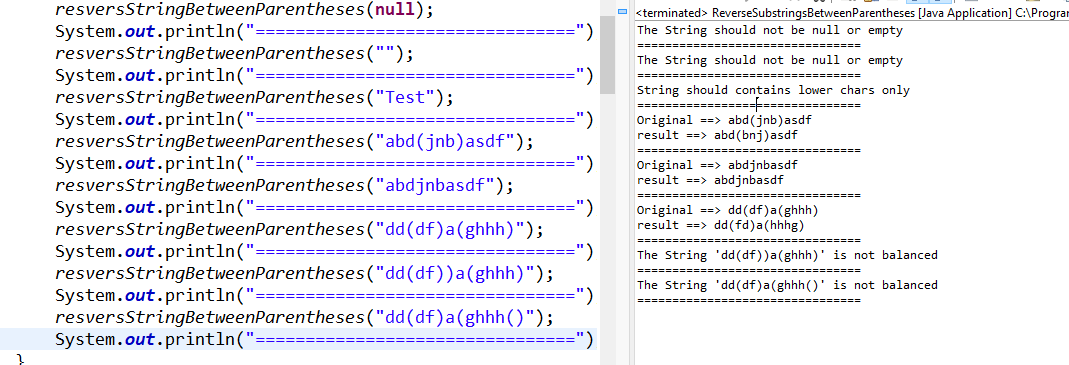 resversStringBetweenParentheses(null);
System.out.println("================================")
resversStringBetweenParentheses("");
System.out.println("================================")
resversStringBetweenParentheses("Test");
System.out.println("================================")
resversStringBetweenParentheses("abd(jnb)asdf");
System.out.println("================================")
resversStringBetweenParentheses("abdjnbasdf");
System.out.println("================================")
resversStringBetweenParentheses("dd(df)a(ghhh)");
System.out.println("================================")
resversStringBetweenParentheses("dd(df))a(ghhh)");
System.out.println("================================")
resversStringBetweenParentheses("dd(df)a(ghhh()");
System.out.println("================================")
}
<terminated> ReverseSubstringsBetweenParentheses [Java Application] C:\Program
The String should not be null or empty
================================
The String should not be null or empty
================================
String should contains lower chars only
================================
Original ==> abd(jnb)asdf
result ==> abd(bnj)asdf
================================
Original ==> abdjnbasdf
result ==> abdjnbasdf
================================
Original ==> dd(df)a(ghhh)
result ==> dd(fd)a(hhhg)
================================
The String 'dd(df))a(ghhh)' is not balanced
================================
The String 'dd(df)a(ghhh()' is not balanced
================================